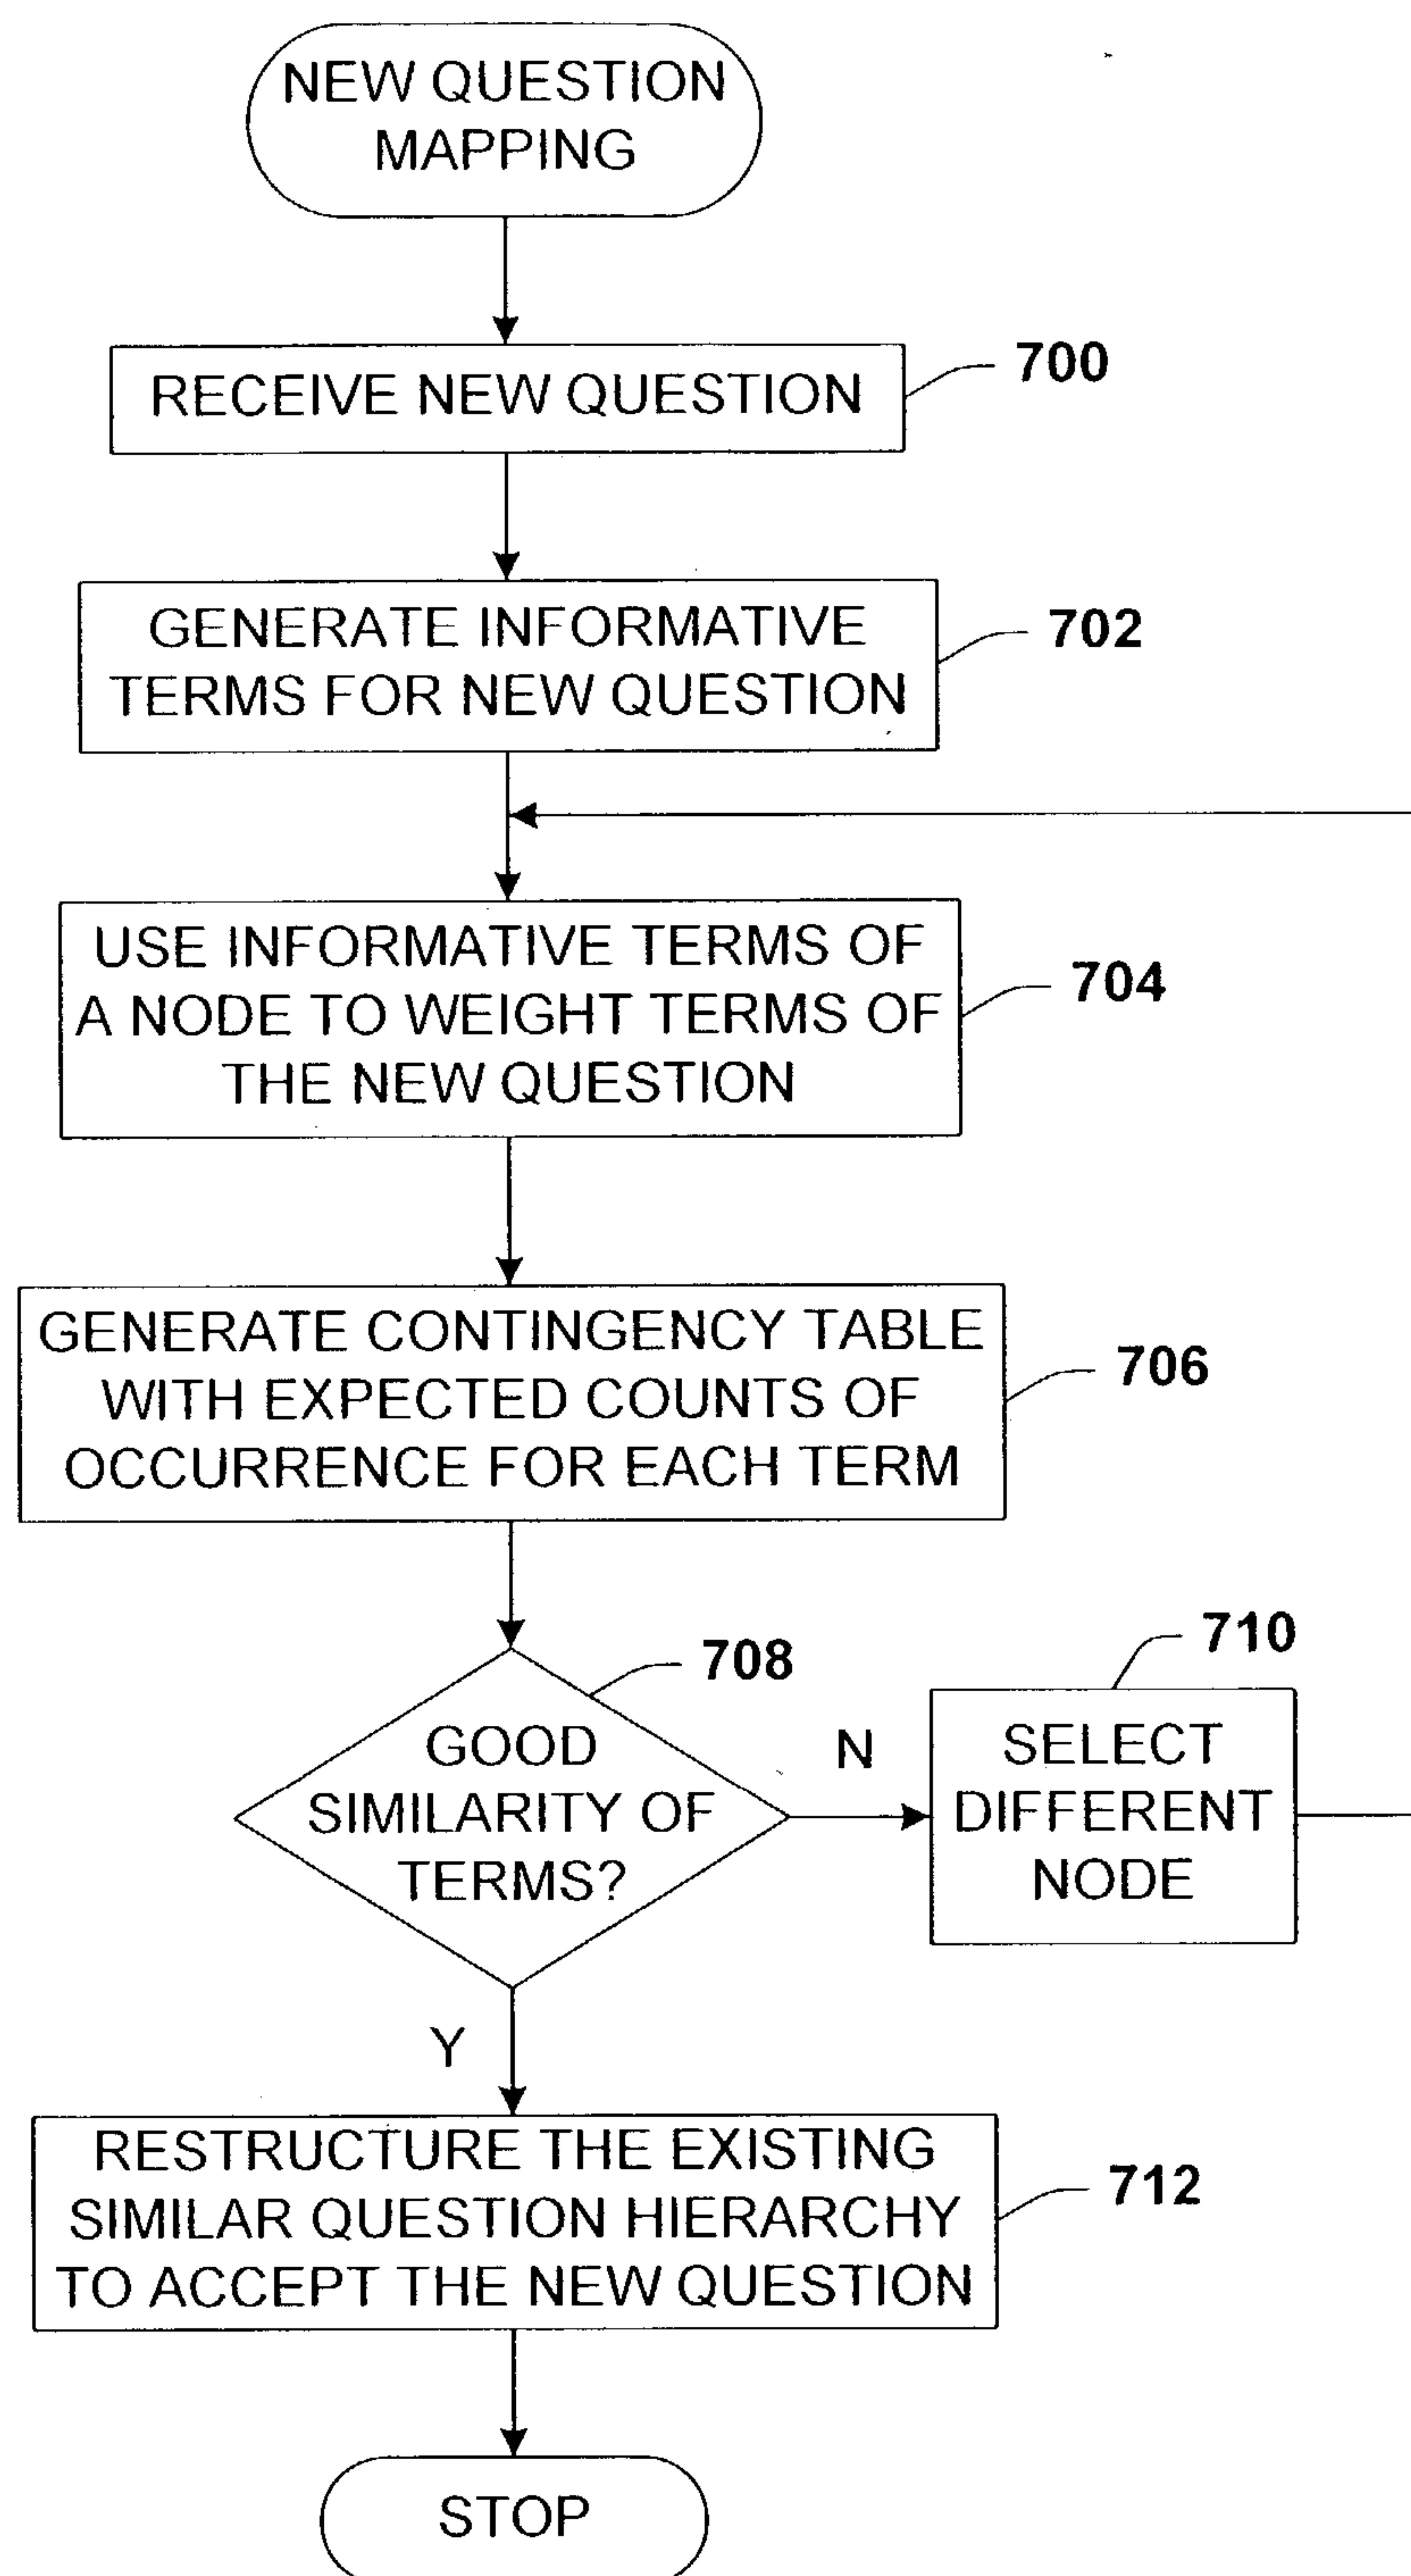 NEW QUESTION
MAPPING
RECEIVE NEW QUESTION
700
GENERATE INFORMATIVE
TERMS FOR NEW QUESTION
702
USE INFORMATIVE TERMS OF
A NODE TO WEIGHT TERMS OF
THE NEW QUESTION
704
GENERATE CONTINGENCY TABLE
WITH EXPECTED COUNTS OF
OCCURRENCE FOR EACH TERM
706
GOOD
SIMILARITY OF
TERMS?
708
N
SELECT
DIFFERENT
NODE
710
Y
RESTRUCTURE THE EXISTING
SIMILAR QUESTION HIERARCHY
TO ACCEPT THE NEW QUESTION
712
STOP